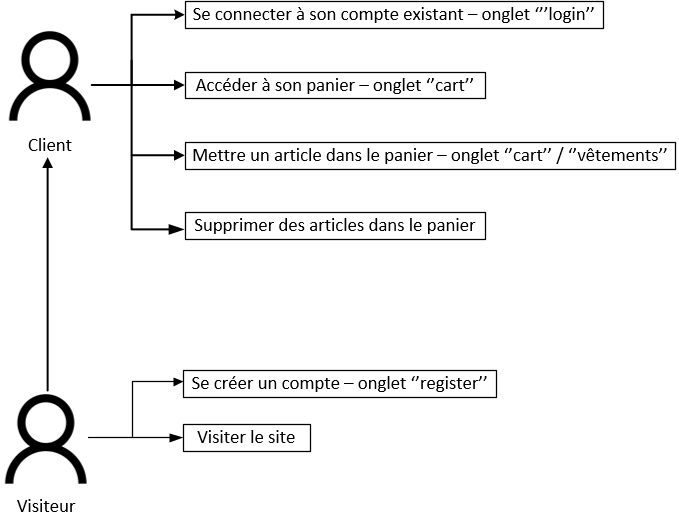 Se connecter à son compte existant – onglet ‘’’login’’
Accéder à son panier – onglet ‘’cart’’
Client
Mettre un article dans le panier – onglet ‘’cart’’ / ‘’vêtements’’
Supprimer des articles dans le panier
Se créer un compte – onglet ‘’register’’
Visiter le site
Visiteur